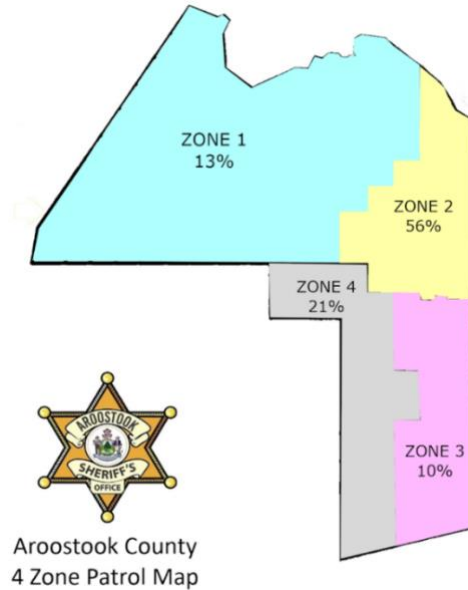 ZONE 1
13%
ZONE 2
56%
ZONE 4
21%
ZONE 3
10%
AROOSTOOK
SHERIFF'S
OFFICE
Aroostook County
4 Zone Patrol Map